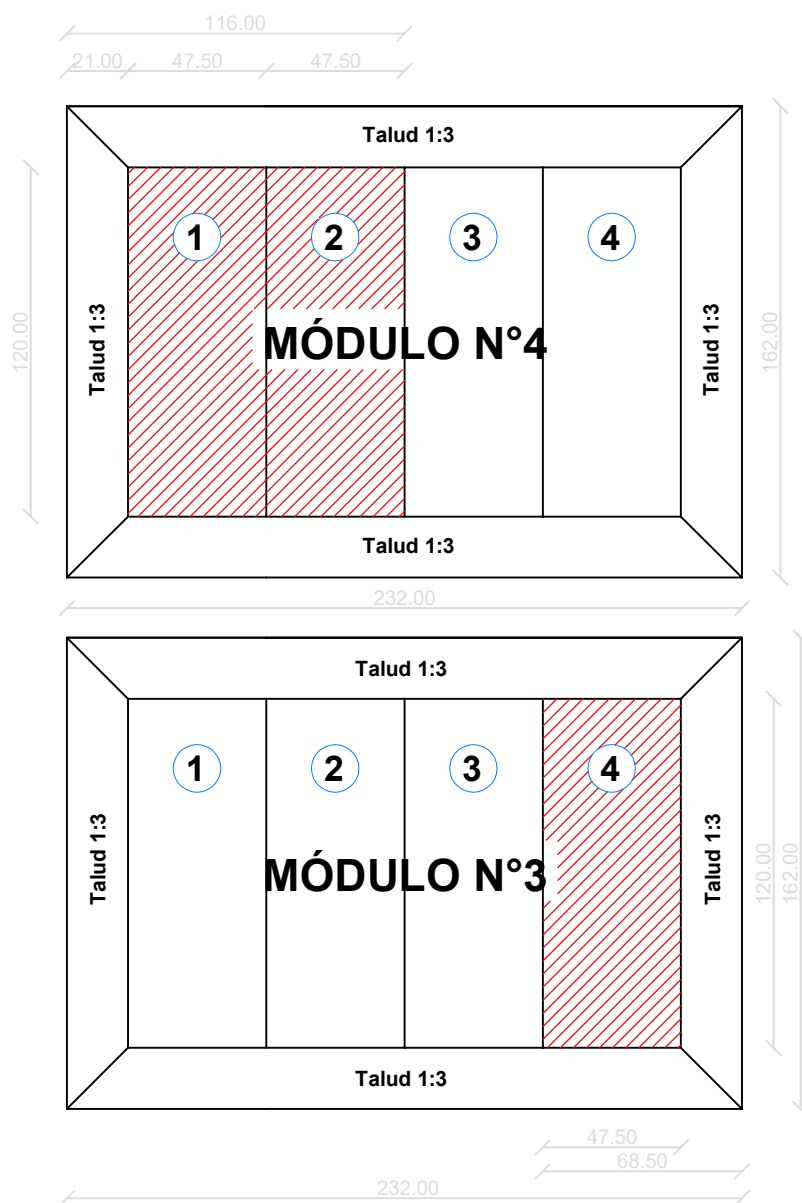 116.00
21.00 47.50 47.50
Talud 1:3
1 2 3 4
120.00
Talud 1:3
MÓDULO N°4
Talud 1:3
162.00
Talud 1:3
232.00
Talud 1:3
1 2 3 4
Talud 1:3
MÓDULO N°3
Talud 1:3
120.00
162.00
Talud 1:3
47.50
68.50
232.00